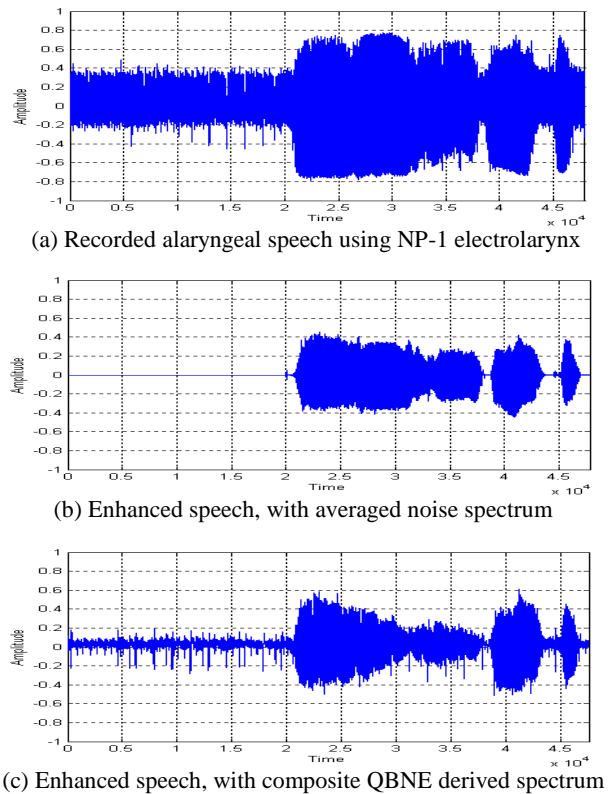 1
0.8
0.6
0.4
0.2
0
-0.2
-0.4
-0.6
-0.8
-1
Amplitude
0 0.5 1 1.5 2 2.5 3 3.5 4 4.5
Time
x 10^4
(a) Recorded alaryngeal speech using NP-1 electrolarynx
1
0.8
0.6
0.4
0.2
0
-0.2
-0.4
-0.6
-0.8
-1
Amplitude
0 0.5 1 1.5 2 2.5 3 3.5 4 4.5
Time
x 10^4
(b) Enhanced speech, with averaged noise spectrum
1
0.8
0.6
0.4
0.2
0
-0.2
-0.4
-0.6
-0.8
-1
Amplitude
0 0.5 1 1.5 2 2.5 3 3.5 4 4.5
Time
x 10^4
(c) Enhanced speech, with composite QBNE derived spectrum